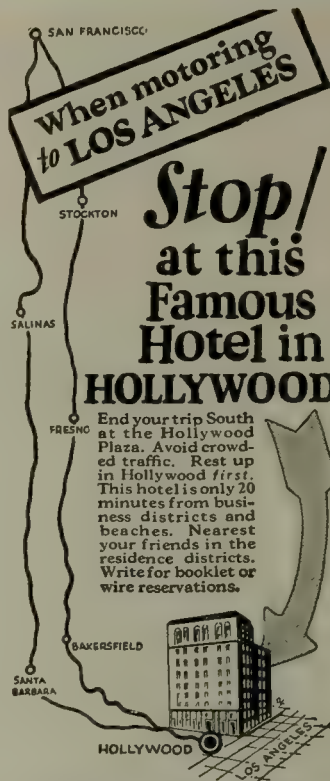 SAN FRANCISCO
When motoring
to LOS ANGELES
STOCKTON
Stop!
at this
Famous
Hotel in
HOLLYWOOD
SALINAS
FRESNO
End your trip South
at the Hollywood
Plaza. Avoid crowd-
ed traffic. Rest up
in Hollywood first.
This hotel is only 20
minutes from busi-
ness districts and
beaches. Nearest
your friends in the
residence districts.
Write for booklet or
wire reservations.
BAKERSFIELD
SANTA
BARBARA
HOLLYWOOD
LOS ANGELES